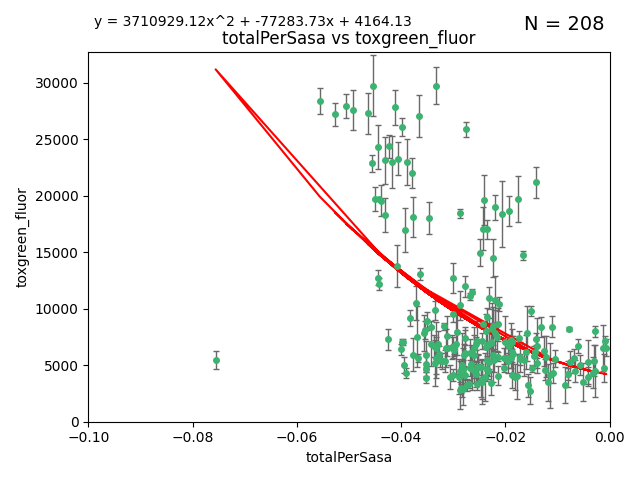 y = 3710929.12x^2 + -77283.73x + 4164.13
N = 208
totalPerSasa vs toxgreen_fluor
30000
25000
20000
15000
10000
5000
0
toxgreen_fluor
−0.10
−0.08
−0.06
−0.04
−0.02
0.00
totalPerSasa